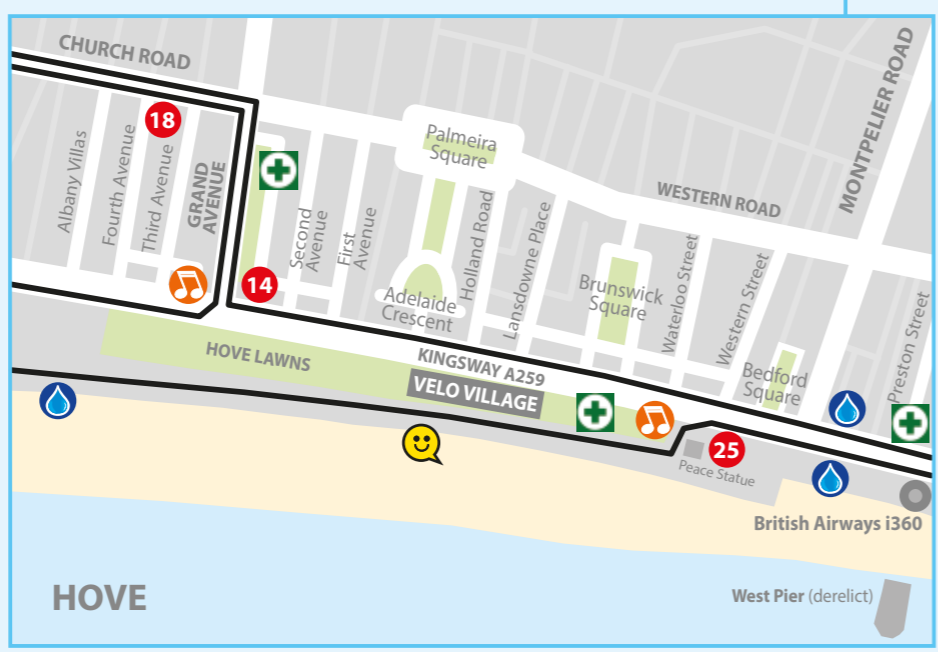 CHURCH ROAD
MONTPELIER ROAD
18
Albany Villas
Fourth Avenue
Third Avenue
GRAND
AVENUE
Second
Avenue
First
Avenue
Palmeira
Square
Holland Road
Lansdowne Place
WESTERN ROAD
14
Adelaide
Crescent
Brunswick
Square
Waterloo Street
Western Street
Bedford
Square
Preston Street
HOVE LAWNS
KINGSWAY A259
VELO VILLAGE
25
Peace Statue
British Airways i360
HOVE
West Pier (derelict)